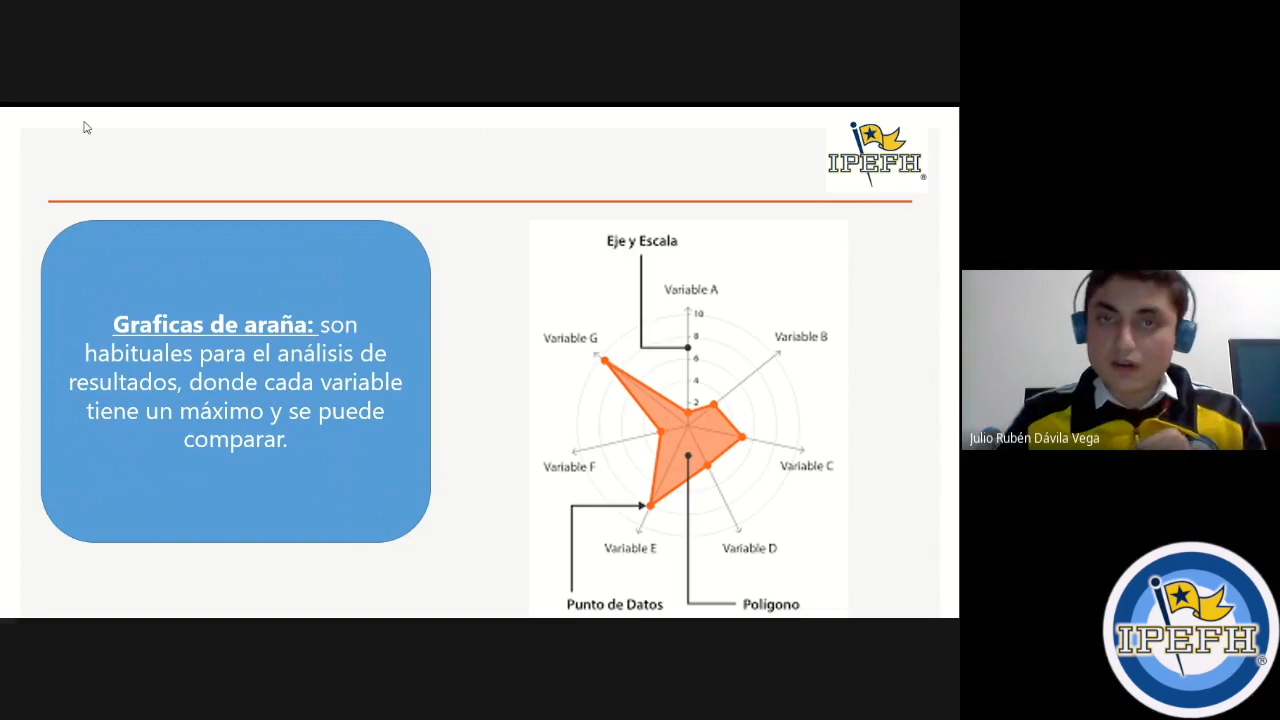 IPEFH
®
Graficas de araña: son
habituales para el análisis de
resultados, donde cada variable
tiene un máximo y se puede
comparar.
Eje y Escala
Variable A
10
8
6
4
2
Variable B
Variable G
Variable F
Variable C
Variable E
Variable D
Punto de Datos
Polígono
Julio Rubén Dávila Vega
IPEFH
®